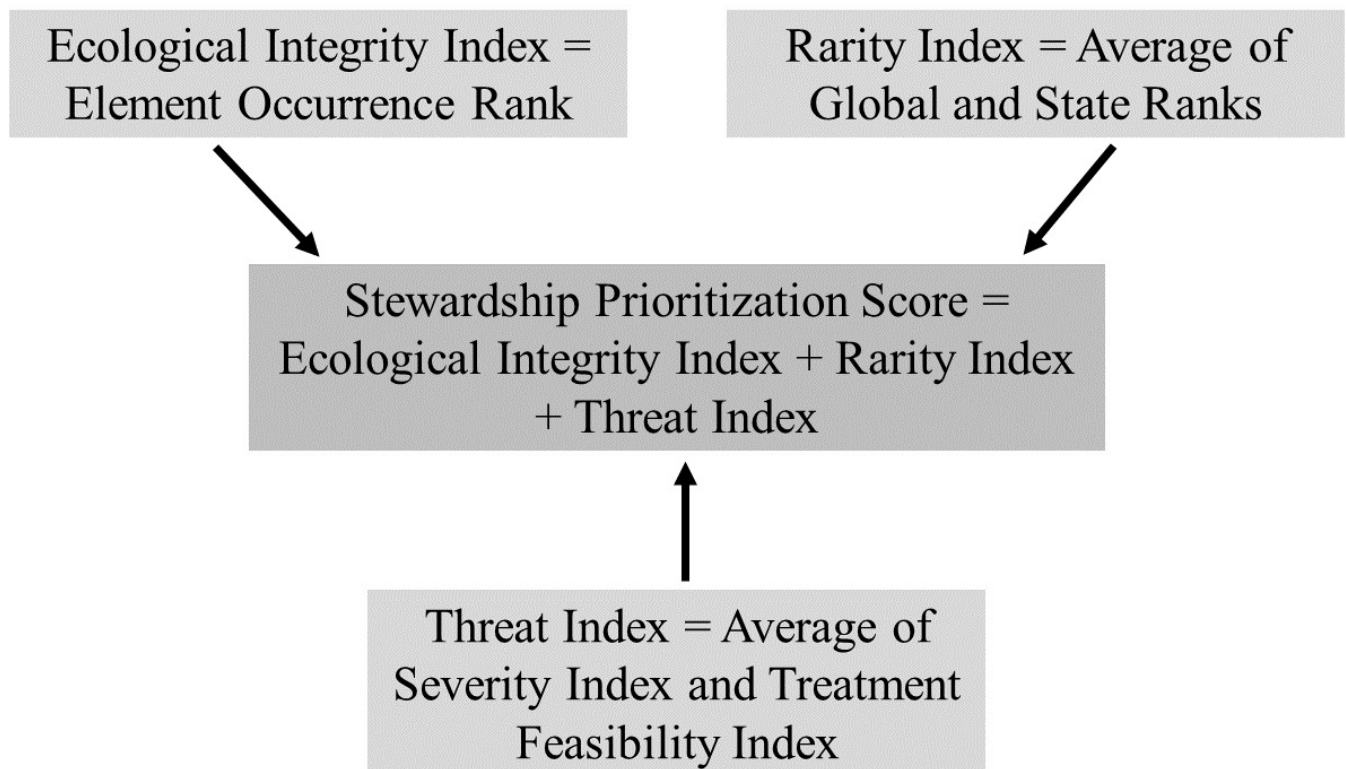 Ecological Integrity Index =
Element Occurrence Rank
Rarity Index = Average of
Global and State Ranks
Stewardship Prioritization Score =
Ecological Integrity Index + Rarity Index
+ Threat Index
Threat Index = Average of
Severity Index and Treatment
Feasibility Index